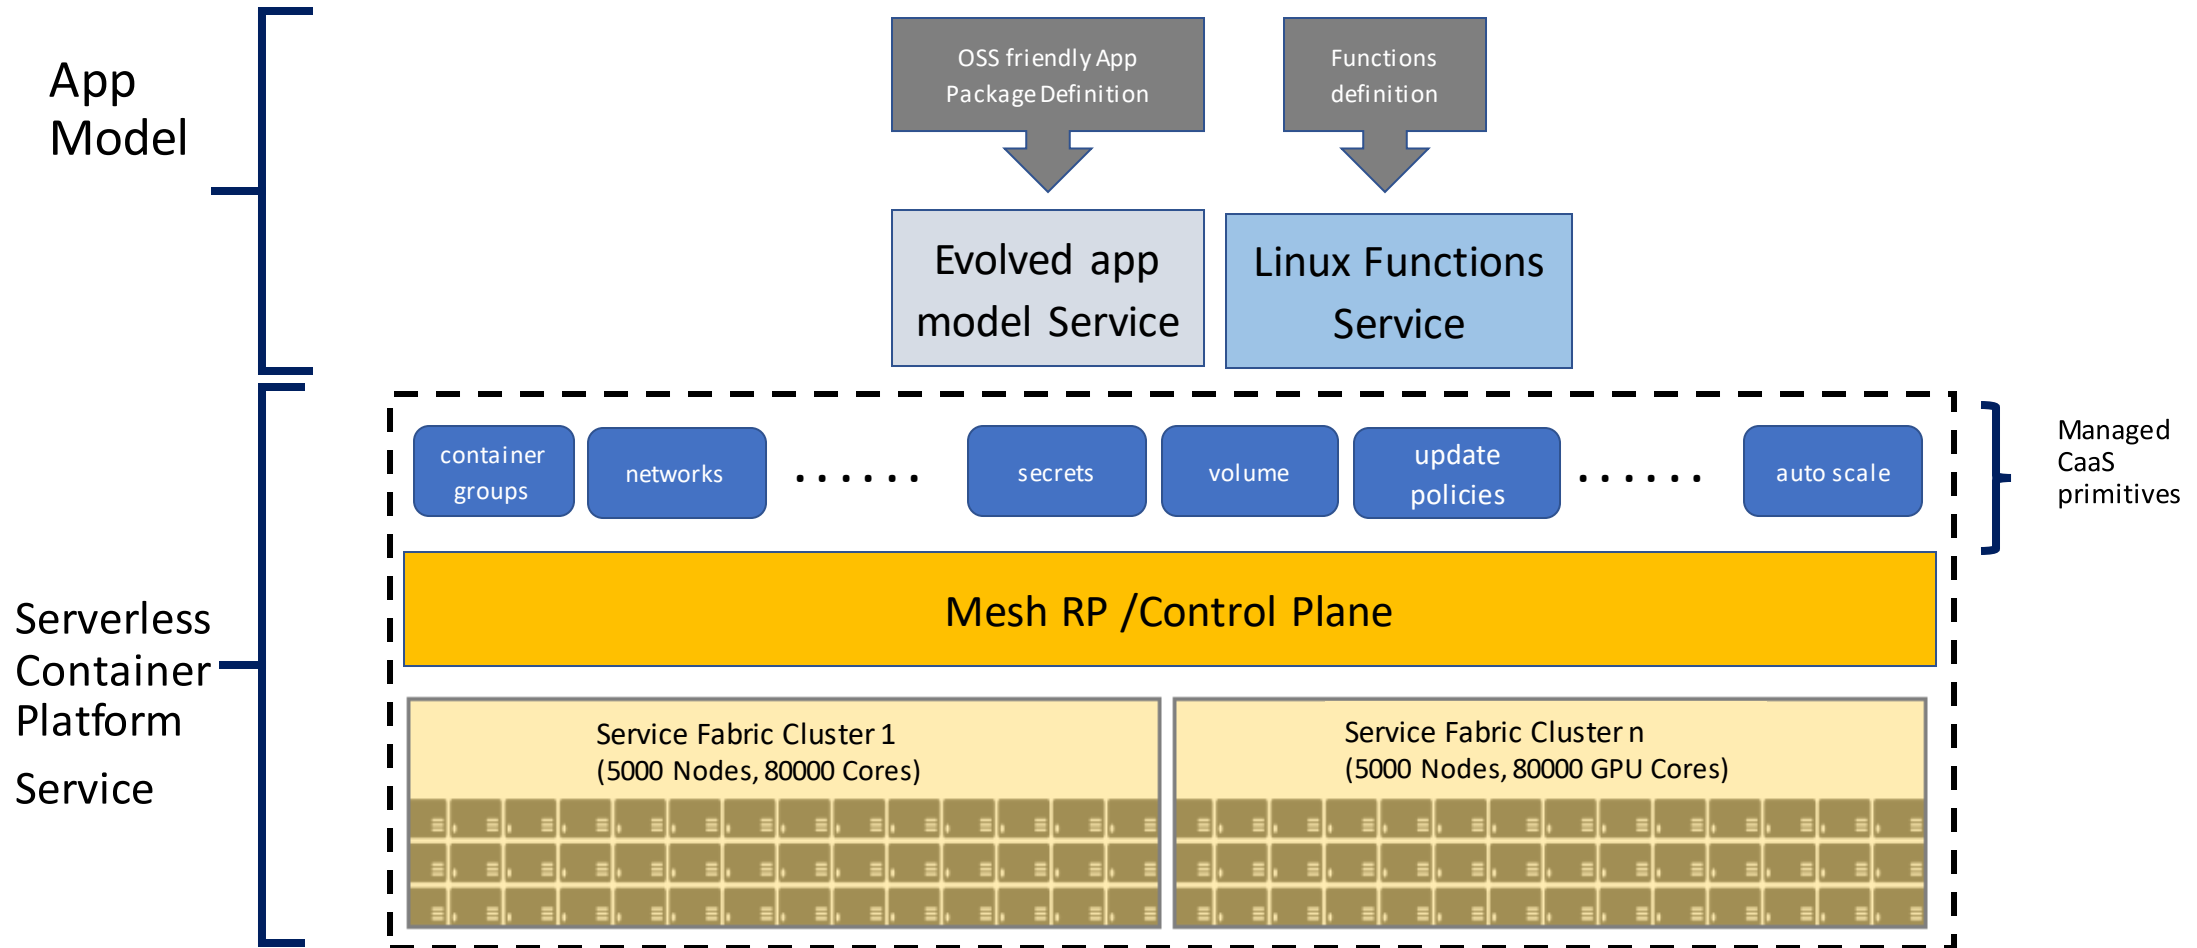 App
Model
OSS friendly App
Package Definition
Functions
definition
Evolved app
model Service
Linux Functions
Service
container
groups
networks
......
secrets
volume
update
policies
......
auto scale
Managed
CaaS
primitives
Mesh RP /Control Plane
Serverless
Container
Platform
Service
Service Fabric Cluster 1
(5000 Nodes, 80000 Cores)
Service Fabric Cluster n
(5000 Nodes, 80000 GPU Cores)